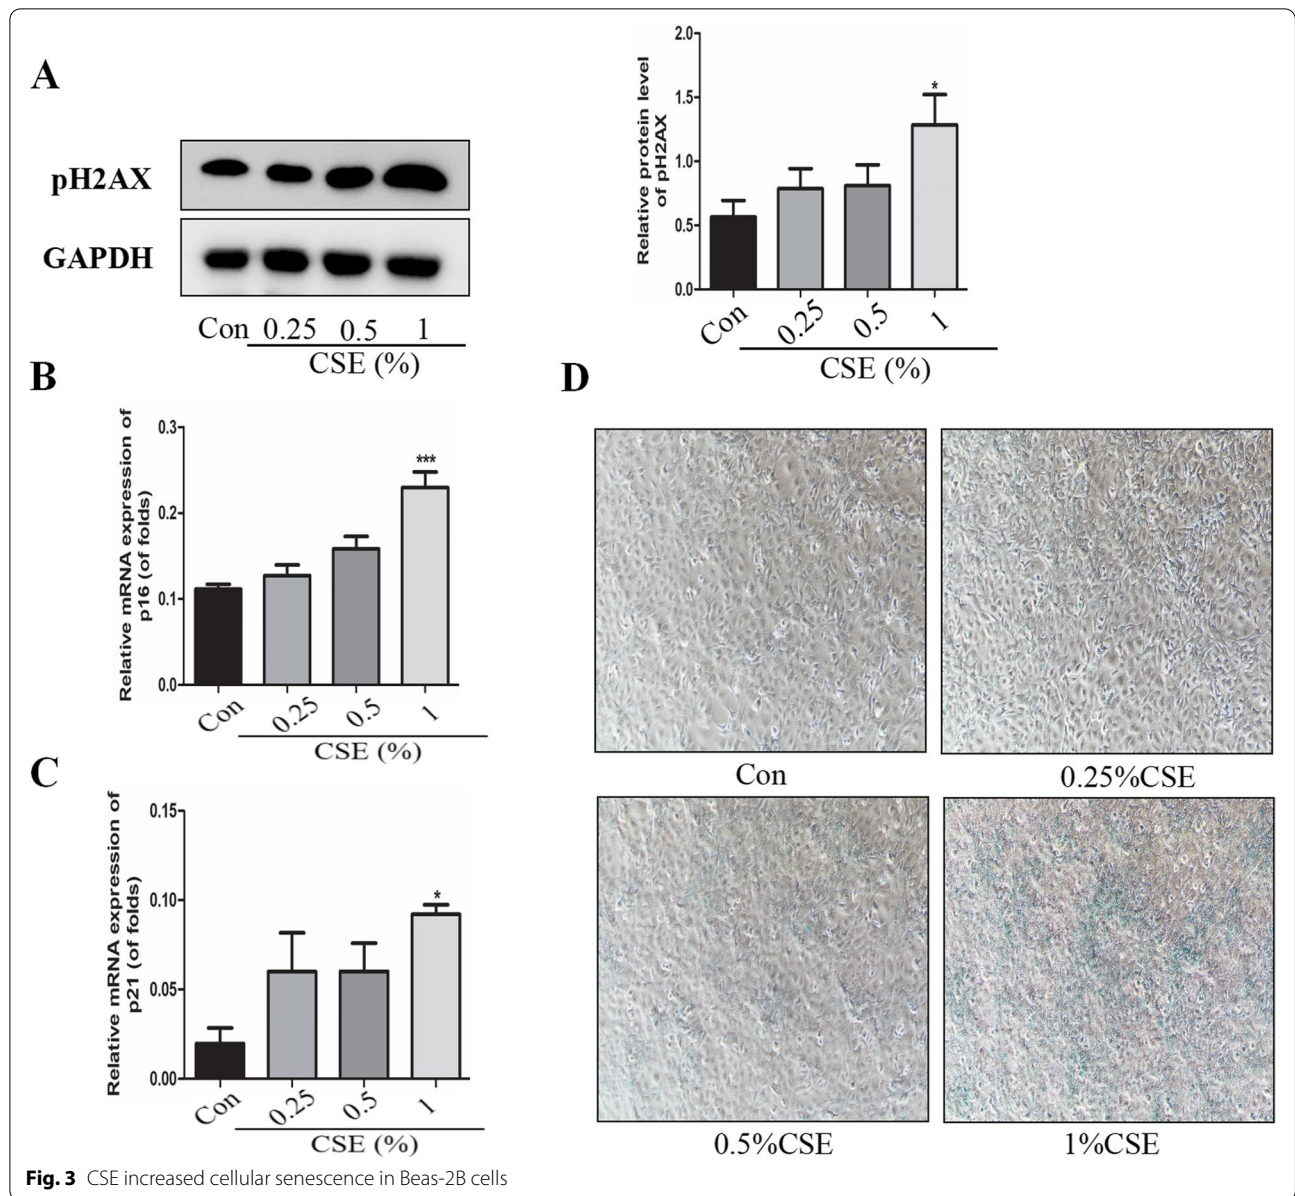 A
pH2AX
GAPDH
Con 0.25 0.5 1
CSE (%)
Relative protein level
of pH2AX
2.0
1.5
1.0
0.5
0.0
*
Con 0.25 0.5 1
CSE (%)
B
Relative mRNA expression of
p16 (of folds)
0.3
0.2
0.1
0.0
***
Con 0.25 0.5 1
CSE (%)
C
Relative mRNA expression of
p21 (of folds)
0.15
0.10
0.05
0.00
*
Con 0.25 0.5 1
CSE (%)
D
Con
0.25%CSE
0.5%CSE
1%CSE
Fig. 3 CSE increased cellular senescence in Beas-2B cells